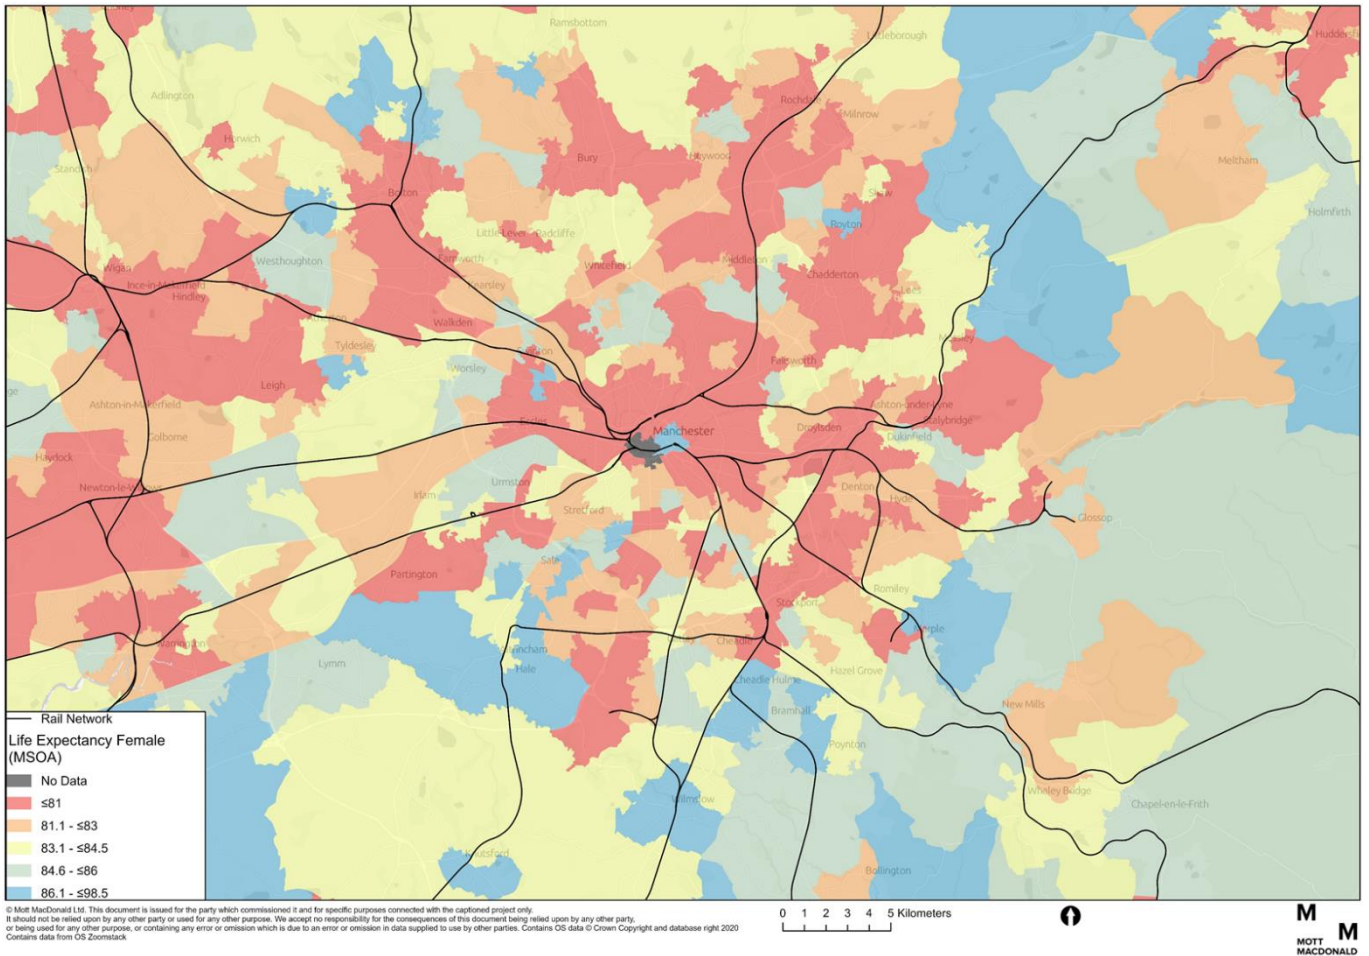 Ramsbottom
Littleborough
Huddersfi
Adlington
Rochdale
Milnrow
Horwich
Standish
Bury
Heywood
Meltham
Bolton
Shaw
Holmfirth
Royton
Little Lever
Radcliffe
Westhoughton
Farnworth
Whitefield
Middleton
Chadderton
Wigan
Ince-in-Makerfield
Hindley
Kearsley
Lees
Walkden
Tyldesley
Mossley
Failsworth
Worsley
Leigh
Ashton-in-Makerfield
Ashton-under-Lyne
Stalybridge
Eccles
Manchester
Droylsden
Dukinfield
Golborne
Haydock
Newton-le-Willows
Irlam
Urmston
Denton
Hyde
Stretford
Glossop
Sale
Partington
Romiley
Stockport
Marple
Warrington
Cheadle
Lymm
Altrincham
Hale
Hazel Grove
Cheadle Hulme
Bramhall
New Mills
Poynton
Wilmslow
Whaley Bridge
Chapel-en-le-Frith
Knutsford
Bollington
Rail Network
Life Expectancy Female
(MSOA)
No Data
≤81
81.1 - ≤83
83.1 - ≤84.5
84.6 - ≤86
86.1 - ≤98.5
© Mott MacDonald Ltd. This document is issued for the party which commissioned it and for specific purposes connected with the captioned project only.
It should not be relied upon by any other party or used for any other purpose. We accept no responsibility for the consequences of this document being relied upon by any other party,
or being used for any other purpose, or containing any error or omission which is due to an error or omission in data supplied to use by other parties. Contains OS data © Crown Copyright and database right 2020
Contains data from OS Zoomstack
0 1 2 3 4 5 Kilometers
M
M
MOTT
MACDONALD